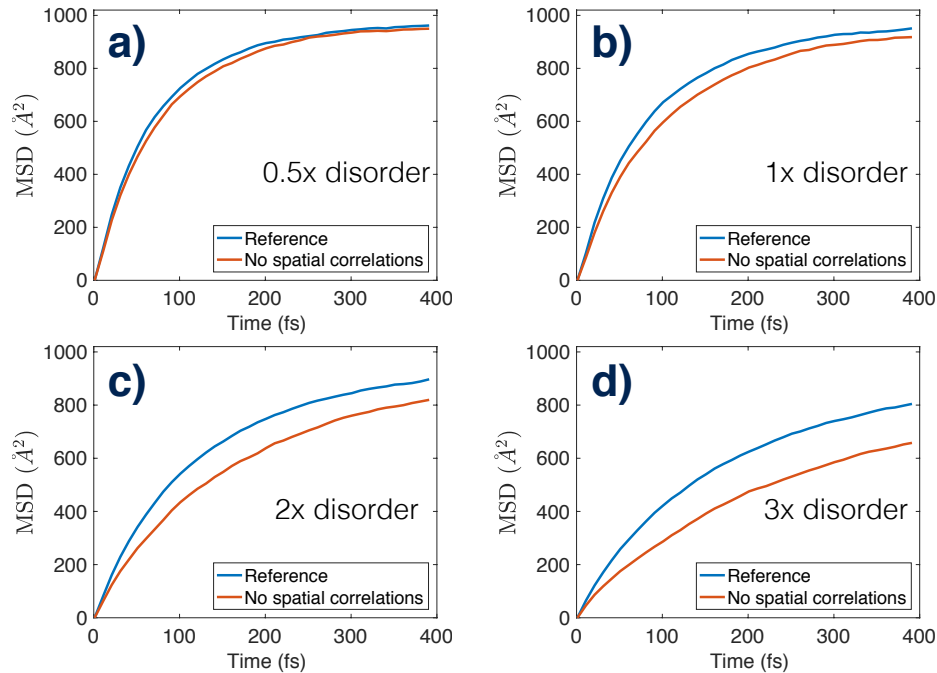 a)
1000
800
600
400
200
0
MSD (Å²)
0.5x disorder
Reference
No spatial correlations
0 100 200 300 400
Time (fs)
b)
1000
800
600
400
200
0
MSD (Å²)
1x disorder
Reference
No spatial correlations
0 100 200 300 400
Time (fs)
c)
1000
800
600
400
200
0
MSD (Å²)
2x disorder
Reference
No spatial correlations
0 100 200 300 400
Time (fs)
d)
1000
800
600
400
200
0
MSD (Å²)
3x disorder
Reference
No spatial correlations
0 100 200 300 400
Time (fs)